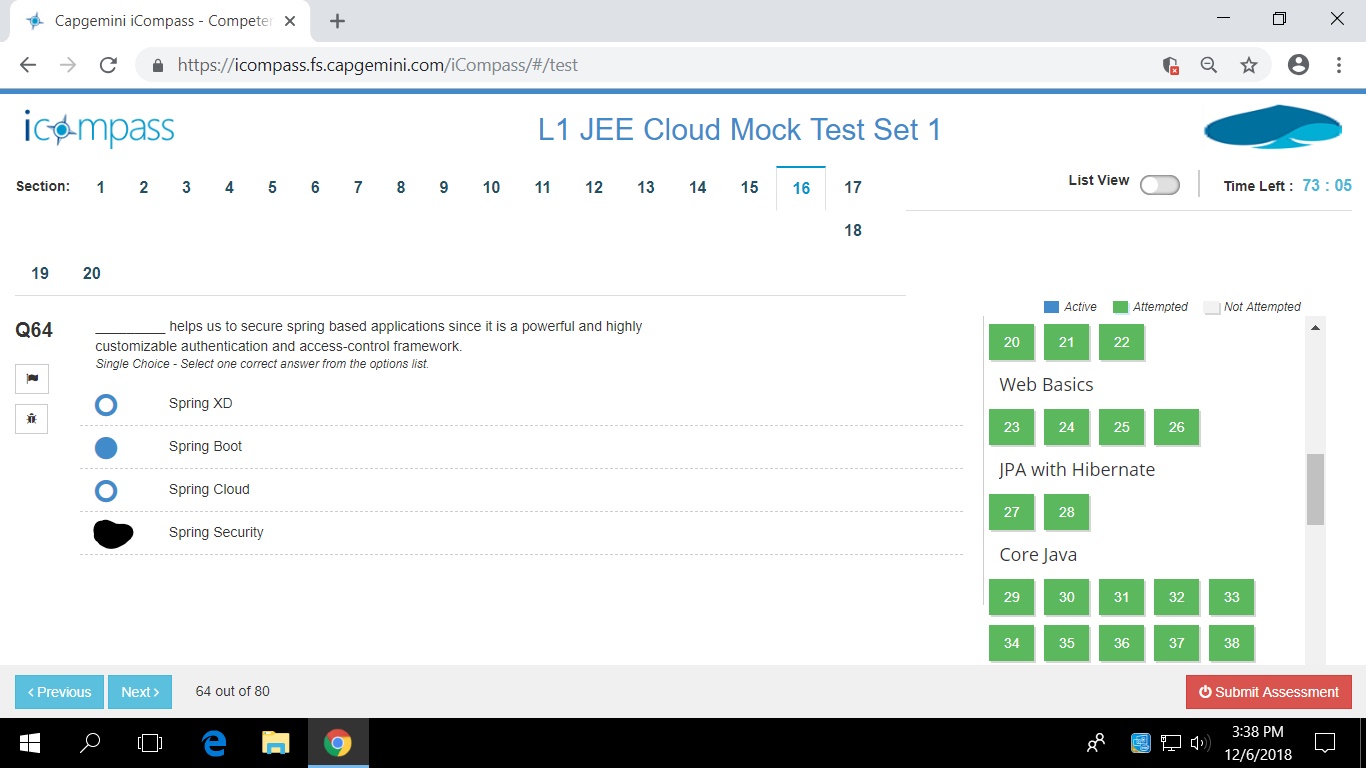 Capgemini iCompass - Competen
https://icompass.fs.capgemini.com/iCompass/#/test
icompass
L1 JEE Cloud Mock Test Set 1
Section: 1 2 3 4 5 6 7 8 9 10 11 12 13 14 15 16 17
18
19 20
List View
Time Left : 73 : 05
Active Attempted Not Attempted
Q64
_________ helps us to secure spring based applications since it is a powerful and highly
customizable authentication and access-control framework.
Single Choice - Select one correct answer from the options list.
Spring XD
Spring Boot
Spring Cloud
Spring Security
20 21 22
Web Basics
23 24 25 26
JPA with Hibernate
27 28
Core Java
29 30 31 32 33
34 35 36 37 38
Previous Next 64 out of 80
Submit Assessment
3:38 PM
12/6/2018